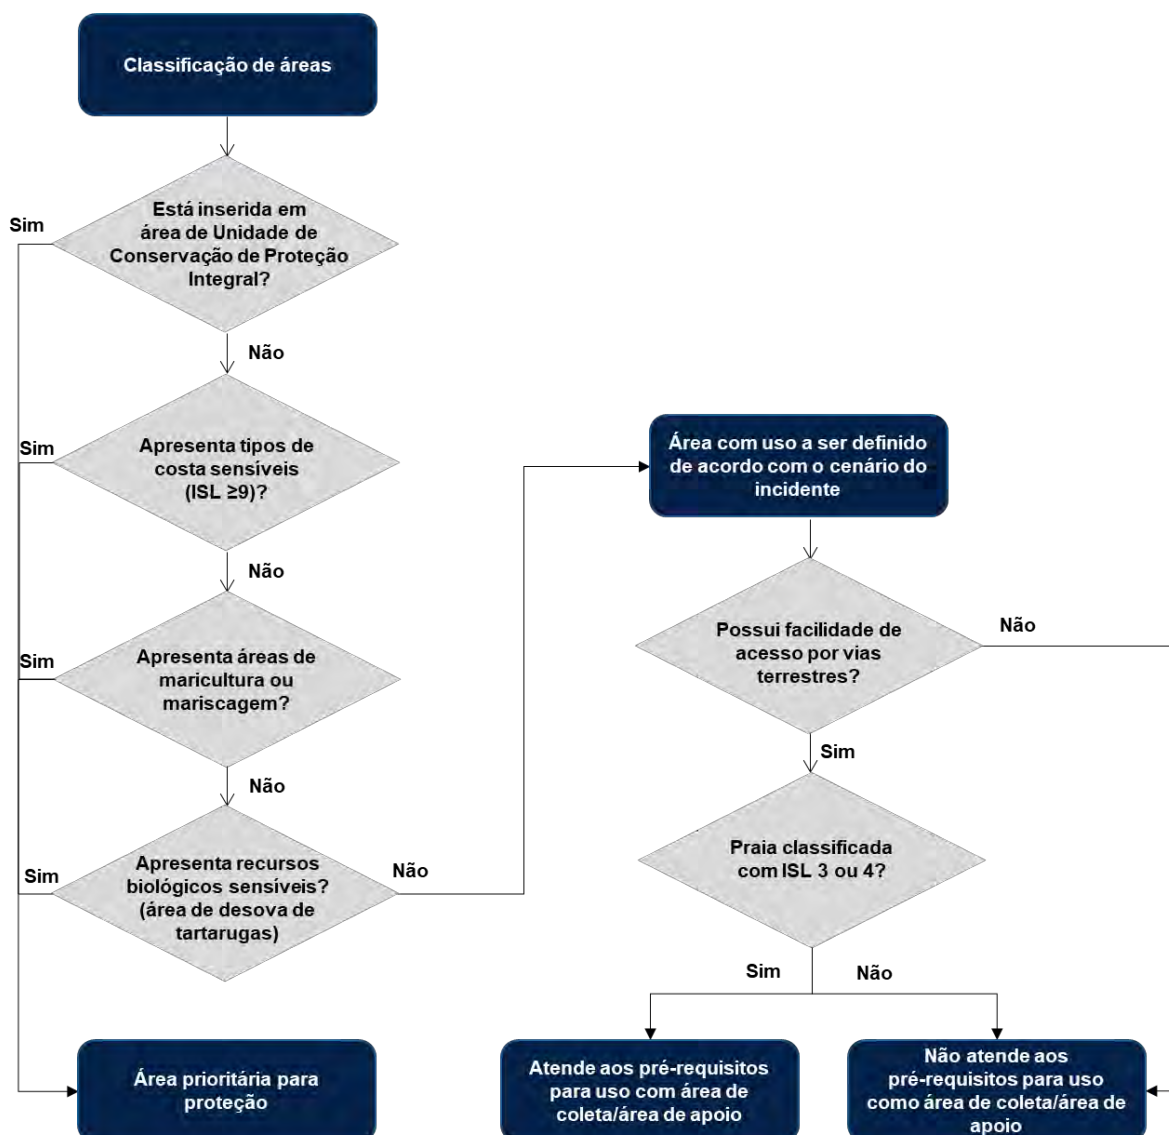 Classificação de áreas
Está inserida em
área de Unidade de
Conservação de Proteção
Integral?
Sim
Não
Apresenta tipos de
costa sensíveis
(ISL ≥9)?
Sim
Não
Apresenta áreas de
maricultura ou
mariscagem?
Sim
Não
Apresenta recursos
biológicos sensíveis?
(área de desova de
tartarugas)
Sim
Não
Área prioritária para
proteção
Área com uso a ser definido
de acordo com o cenário do
incidente
Possui facilidade de
acesso por vias
terrestres?
Não
Sim
Praia classificada
com ISL 3 ou 4?
Sim
Não
Atende aos pré-requisitos
para uso com área de
coleta/área de apoio
Não atende aos
pré-requisitos para uso
como área de coleta/área de
apoio